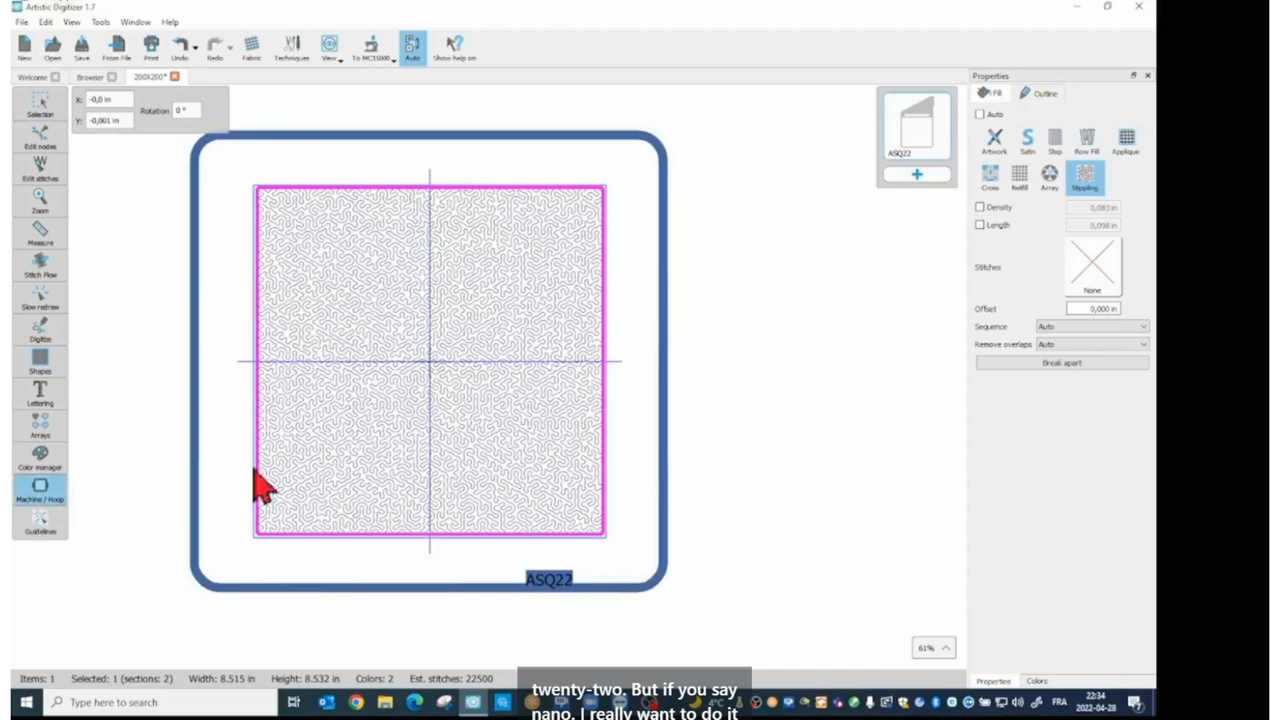 Artistic Digitizer 1.7
File Edit View Tools Window Help
New Open Save From File Print Undo Redo Fabric Techniques View To MC15000 Auto Show help on
Welcome Browser 200X200*
X: -0,0 in
Y: -0,001 in
Rotation 0 °
Selection
Edit nodes
Edit stitches
Zoom
Measure
Stitch Flow
Slow redraw
Digitize
Shapes
Lettering
Arrays
Color manager
Machine / Hoop
Guidelines
ASQ22
ASQ22
61%
Properties
Fill Outline
Auto
Artwork Satin Step Row Fill Applique
Cross Netfill Array Stippling
Density 0,083 in
Length 0,098 in
Stitches
None
Offset 0,000 in
Sequence Auto
Remove overlaps Auto
Break apart
Properties Colors
Items: 1 Selected: 1 (sections: 2) Width: 8.515 in Height: 8.532 in Colors: 2 Est. stitches: 22500
twenty-two. But if you say
nano, I really want to do it
Type here to search
4°C
FRA
22:34
2022-04-28